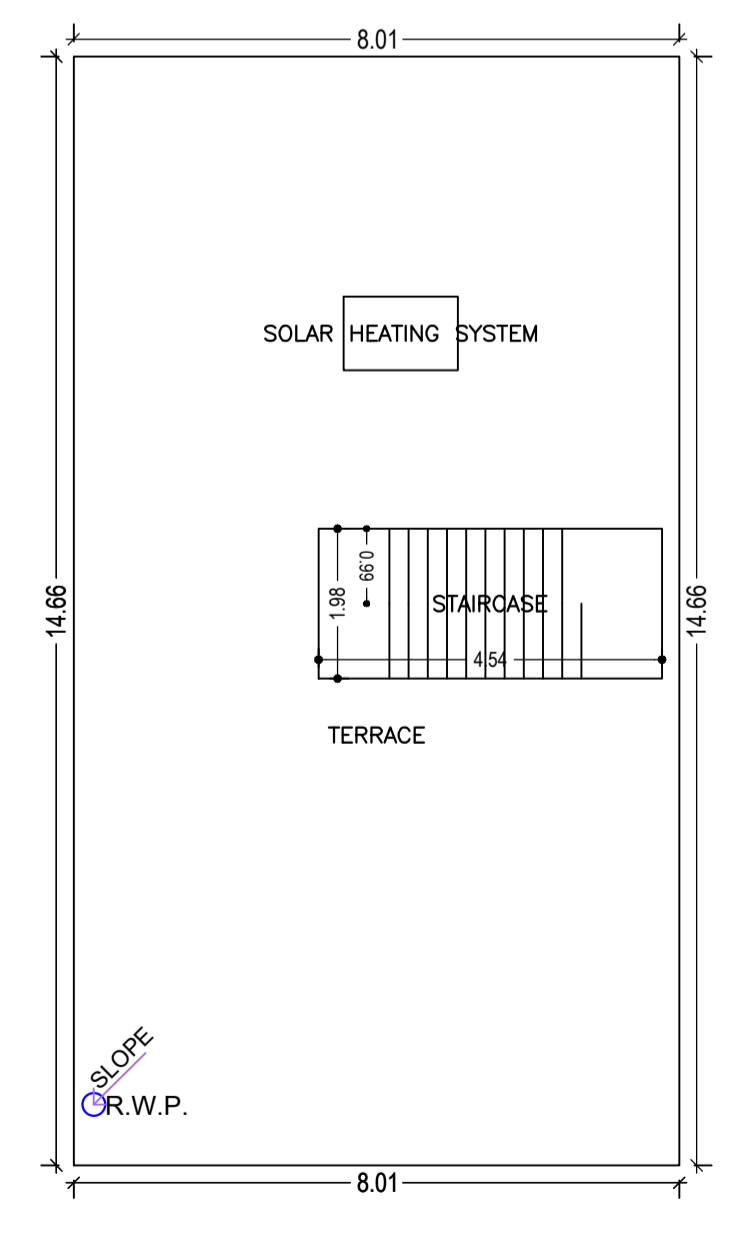 8.01
SOLAR HEATING SYSTEM
0.99
1.98
STAIRCASE
14.66
14.66
4.54
TERRACE
SLOPE
R.W.P.
8.01